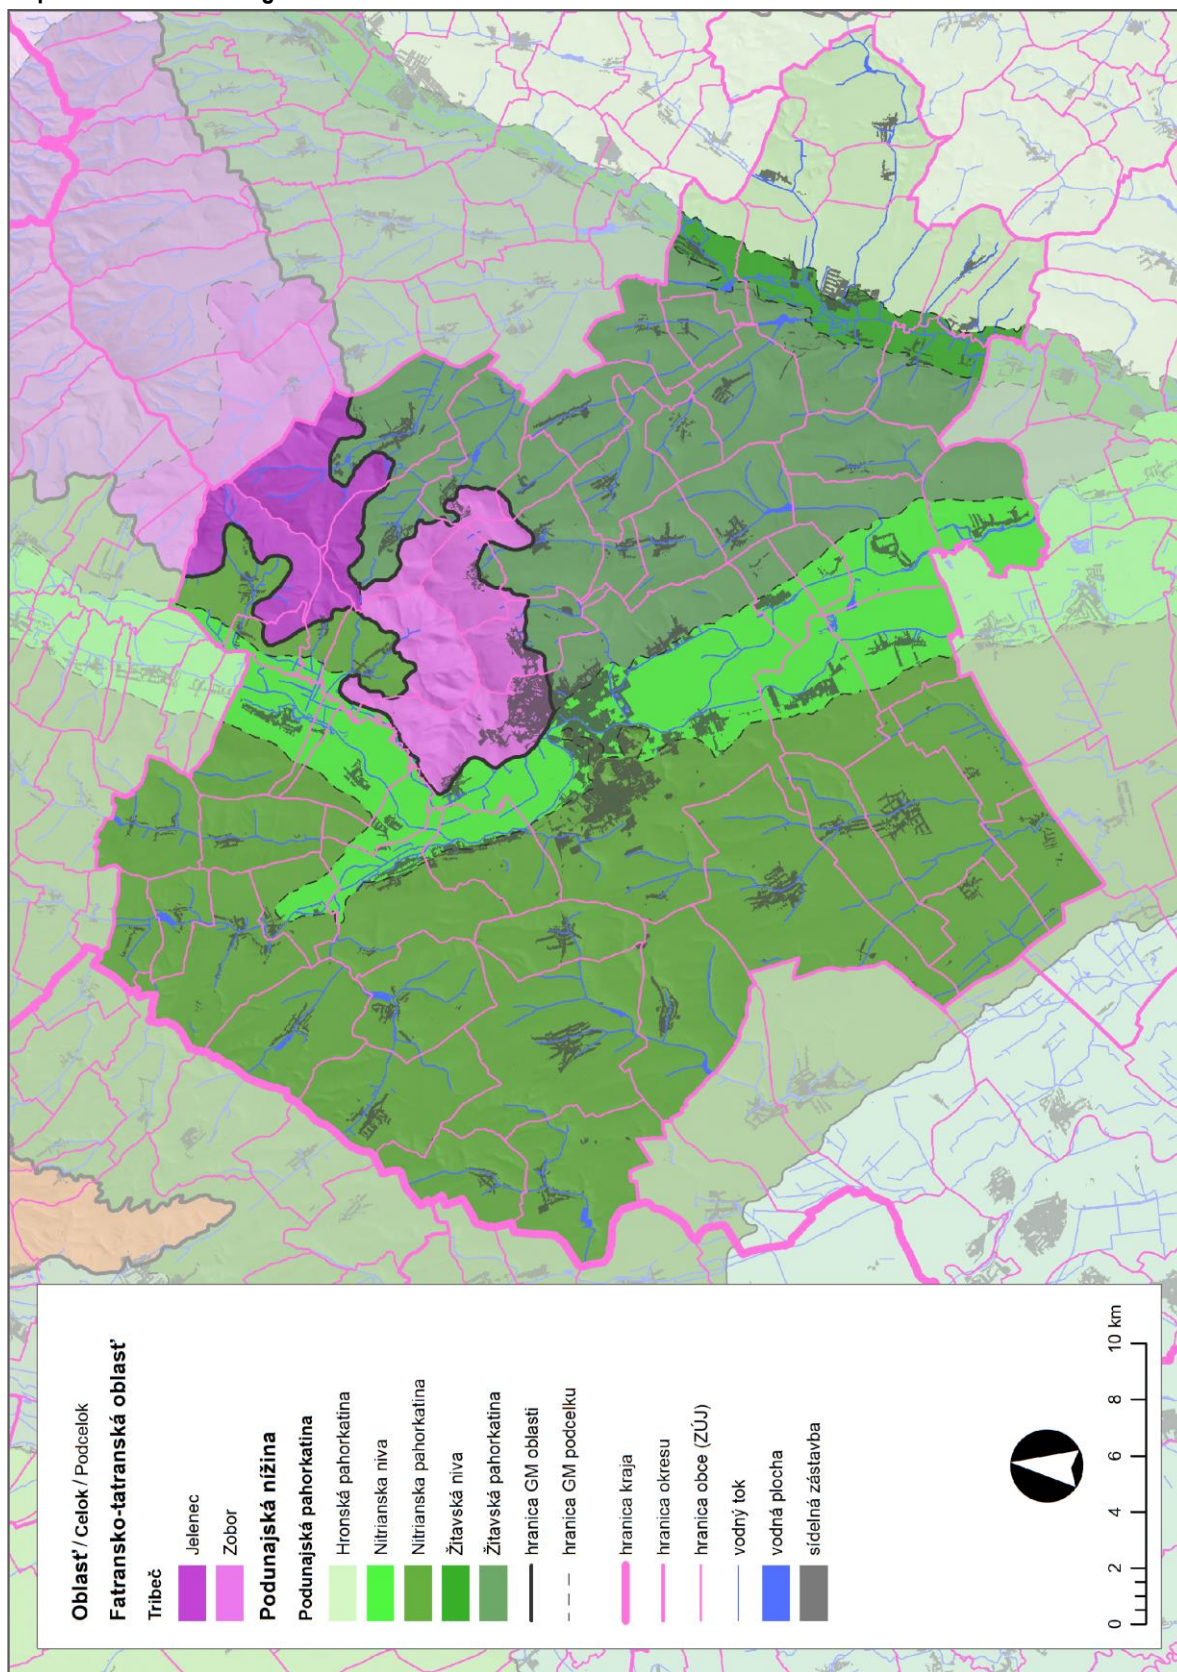 Oblasť / Celok / Podcelok
Fatransko-tatranská oblasť
Tribeč
Jelenec
Zobor
Podunajská nížina
Podunajská pahorkatina
Hronská pahorkatina
Nitrianska niva
Nitrianska pahorkatina
Žitavská niva
Žitavská pahorkatina
hranica GM oblasti
hranica GM podcelku
hranica kraja
hranica okresu
hranica obce (ZÚJ)
vodný tok
vodná plocha
sídelná zástavba
0 2 4 6 8 10 km